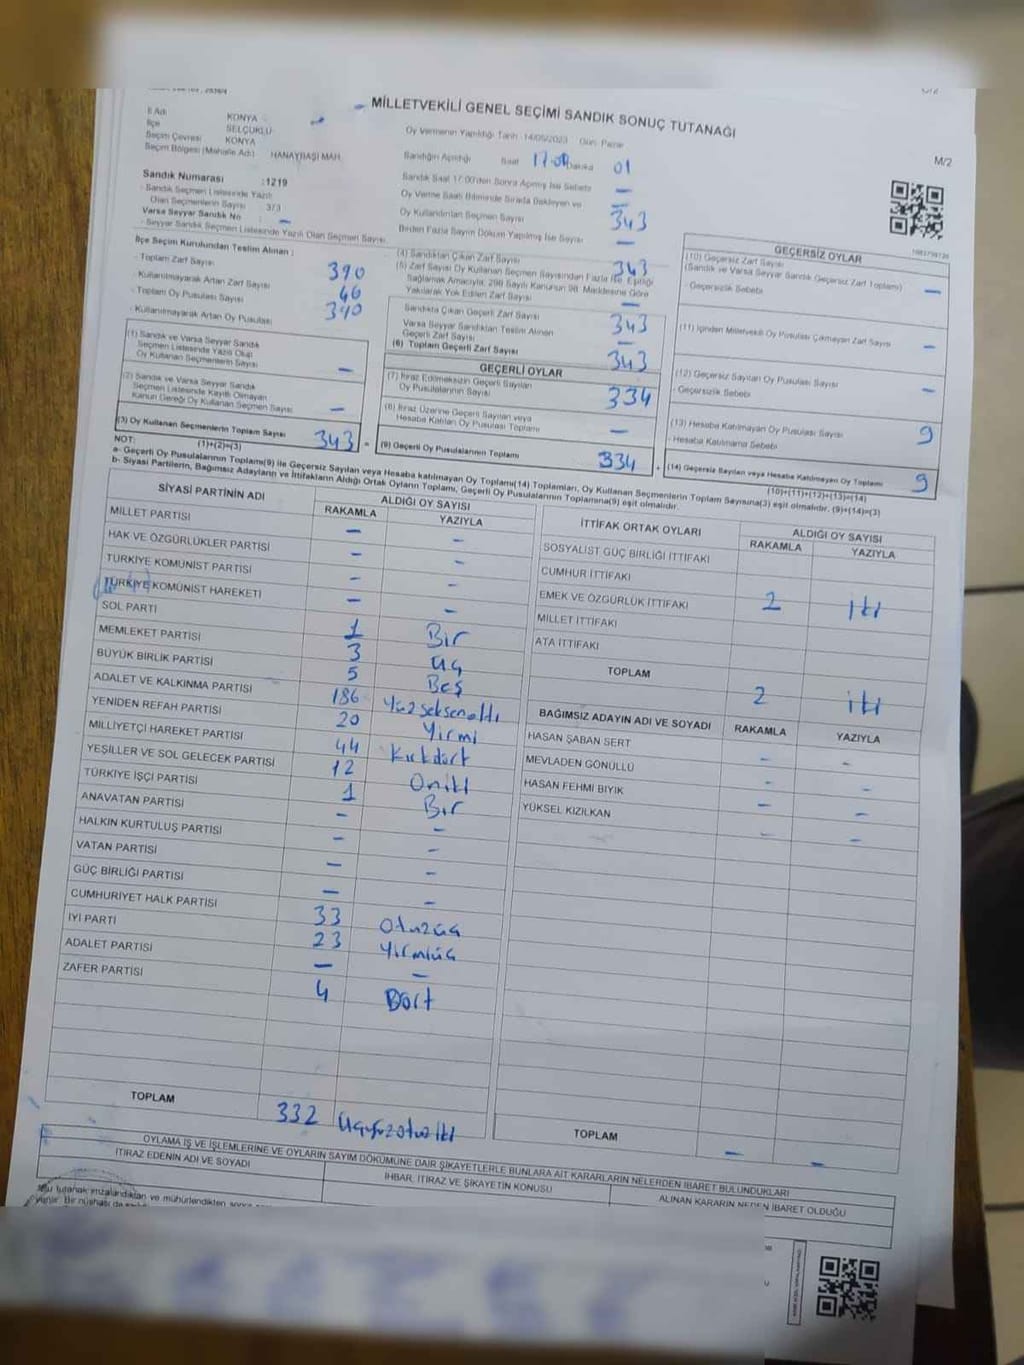 MİLLETVEKİLİ GENEL SEÇİMİ SANDIK SONUÇ TUTANAĞI
M/2
İl Adı KONYA
İlçe SELÇUKLU
Seçim Çevresi KONYA
Seçim Bölgesi (Mahalle Adı) HANAYBAŞI MAH.
Sandık Numarası :1219
- Sandık Seçmen Listesinde Yazılı
Olan Seçmenlerin Sayısı : 373
Varsa Seyyar Sandık No : -
- Seyyar Sandık Seçmen Listesinde Yazılı Olan Seçmen Sayısı
Oy Vermenin Yapıldığı Tarih : 14/05/2023 Gün: Pazar
Sandığın Açıldığı Saat 17:00 Dakika 01
Sandık Saat 17:00'den Sonra Açılmış İse Sebebi -
Oy Verme Saati Bitiminde Sırada Bekleyen ve -
Oy Kullandırılan Seçmen Sayısı 343
Birden Fazla Sayım Döküm Yapılmış İse Sayısı -
İlçe Seçim Kurulundan Teslim Alınan :
- Toplam Zarf Sayısı 390
- Kullanılmayarak Artan Zarf Sayısı 46
- Toplam Oy Pusulası Sayısı 390
- Kullanılmayarak Artan Oy Pusulası
(1) Sandık ve Varsa Seyyar Sandık
Seçmen Listesinde Yazılı Olup
Oy Kullanan Seçmenlerin Sayısı -
(2) Sandık ve Varsa Seyyar Sandık
Seçmen Listesinde Kayıtlı Olmayan
Kanun Gereği Oy Kullanan Seçmen Sayısı -
(3) Oy Kullanan Seçmenlerin Toplam Sayısı 343
(1)+(2)=(3)
(4) Sandıktan Çıkan Zarf Sayısı 343
(5) Zarf Sayısı Oy Kullanan Seçmen Sayısından Fazla İse, Eşitliği
Sağlamak Amacıyla; 298 Sayılı Kanunun 98. Maddesine Göre
Yakılarak Yok Edilen Zarf Sayısı -
Sandıkta Çıkan Geçerli Zarf Sayısı 343
Varsa Seyyar Sandıktan Teslim Alınan
Geçerli Zarf Sayısı
(6) Toplam Geçerli Zarf Sayısı 343
GEÇERLİ OYLAR
(7) İtiraz Edilmeksizin Geçerli Sayılan
Oy Pusulalarının Sayısı 334
(8) İtiraz Üzerine Geçerli Sayılan veya
Hesaba Katılan Oy Pusulası Toplamı -
(9) Geçerli Oy Pusulalarının Toplamı 334
GEÇERSİZ OYLAR
(10) Geçersiz Zarf Sayısı
(Sandık ve Varsa Seyyar Sandık Geçersiz Zarf Toplamı) -
- Geçersizlik Sebebi
(11) İçinden Milletvekili Oy Pusulası Çıkmayan Zarf Sayısı -
(12) Geçersiz Sayılan Oy Pusulası Sayısı -
- Geçersizlik Sebebi
(13) Hesaba Katılmayan Oy Pusulası Sayısı 9
- Hesaba Katılmama Sebebi
(14) Geçersiz Sayılan veya Hesaba Katılmayan Oy Toplamı 9
(10)+(11)+(12)+(13)=(14)
NOT:
a- Geçerli Oy Pusulalarının Toplamı(9) ile Geçersiz Sayılan veya Hesaba katılmayan Oy Toplamı(14) Toplamları, Oy Kullanan Seçmenlerin Toplam Sayısına(3) eşit olmalıdır. (9)+(14)=(3)
b- Siyasi Partilerin, Bağımsız Adayların ve İttifakların Aldığı Ortak Oyların Toplamı, Geçerli Oy Pusulalarının Toplamına(9) eşit olmalıdır.
SİYASİ PARTİNİN ADI ALDIĞI OY SAYISI
RAKAMLA YAZIYLA
MİLLET PARTİSİ - -
HAK VE ÖZGÜRLÜKLER PARTİSİ - -
TÜRKİYE KOMÜNİST PARTİSİ - -
TÜRKİYE KOMÜNİST HAREKETİ - -
SOL PARTİ 1 Bir
MEMLEKET PARTİSİ 3 üç
BÜYÜK BİRLİK PARTİSİ 5 Beş
ADALET VE KALKINMA PARTİSİ 186 Yüzseksenaltı
YENİDEN REFAH PARTİSİ 20 Yirmi
MİLLİYETÇİ HAREKET PARTİSİ 44 Kırkdört
YEŞİLLER VE SOL GELECEK PARTİSİ 12 Oniki
TÜRKİYE İŞÇİ PARTİSİ 1 Bir
ANAVATAN PARTİSİ - -
HALKIN KURTULUŞ PARTİSİ - -
VATAN PARTİSİ - -
GÜÇ BİRLİĞİ PARTİSİ - -
CUMHURİYET HALK PARTİSİ 33 Otuzüç
İYİ PARTİ 23 Yirmiüç
ADALET PARTİSİ - -
ZAFER PARTİSİ 4 Dört
TOPLAM 332 üçyüzotuziki
İTTİFAK ORTAK OYLARI ALDIĞI OY SAYISI
RAKAMLA YAZIYLA
SOSYALİST GÜÇ BİRLİĞİ İTTİFAKI
CUMHUR İTTİFAKI 2 iki
EMEK VE ÖZGÜRLÜK İTTİFAKI
MİLLET İTTİFAKI
ATA İTTİFAKI
TOPLAM 2 iki
BAĞIMSIZ ADAYIN ADI VE SOYADI RAKAMLA YAZIYLA
HASAN ŞABAN SERT - -
MEVLADEN GÖNÜLLÜ - -
HASAN FEHMİ BIYIK - -
YÜKSEL KIZILKAN - -
TOPLAM - -
OYLAMA İŞ VE İŞLEMLERİNE VE OYLARIN SAYIM DÖKÜMÜNE DAİR ŞİKAYETLERLE BUNLARA AİT KARARLARIN NELERDEN İBARET BULUNDUKLARI
İTİRAZ EDENİN ADI VE SOYADI İHBAR, İTİRAZ VE ŞİKAYETİN KONUSU ALINAN KARARIN NEDEN İBARET OLDUĞU
İşbu tutanak imzalandıktan ve mühürlendikten sonra